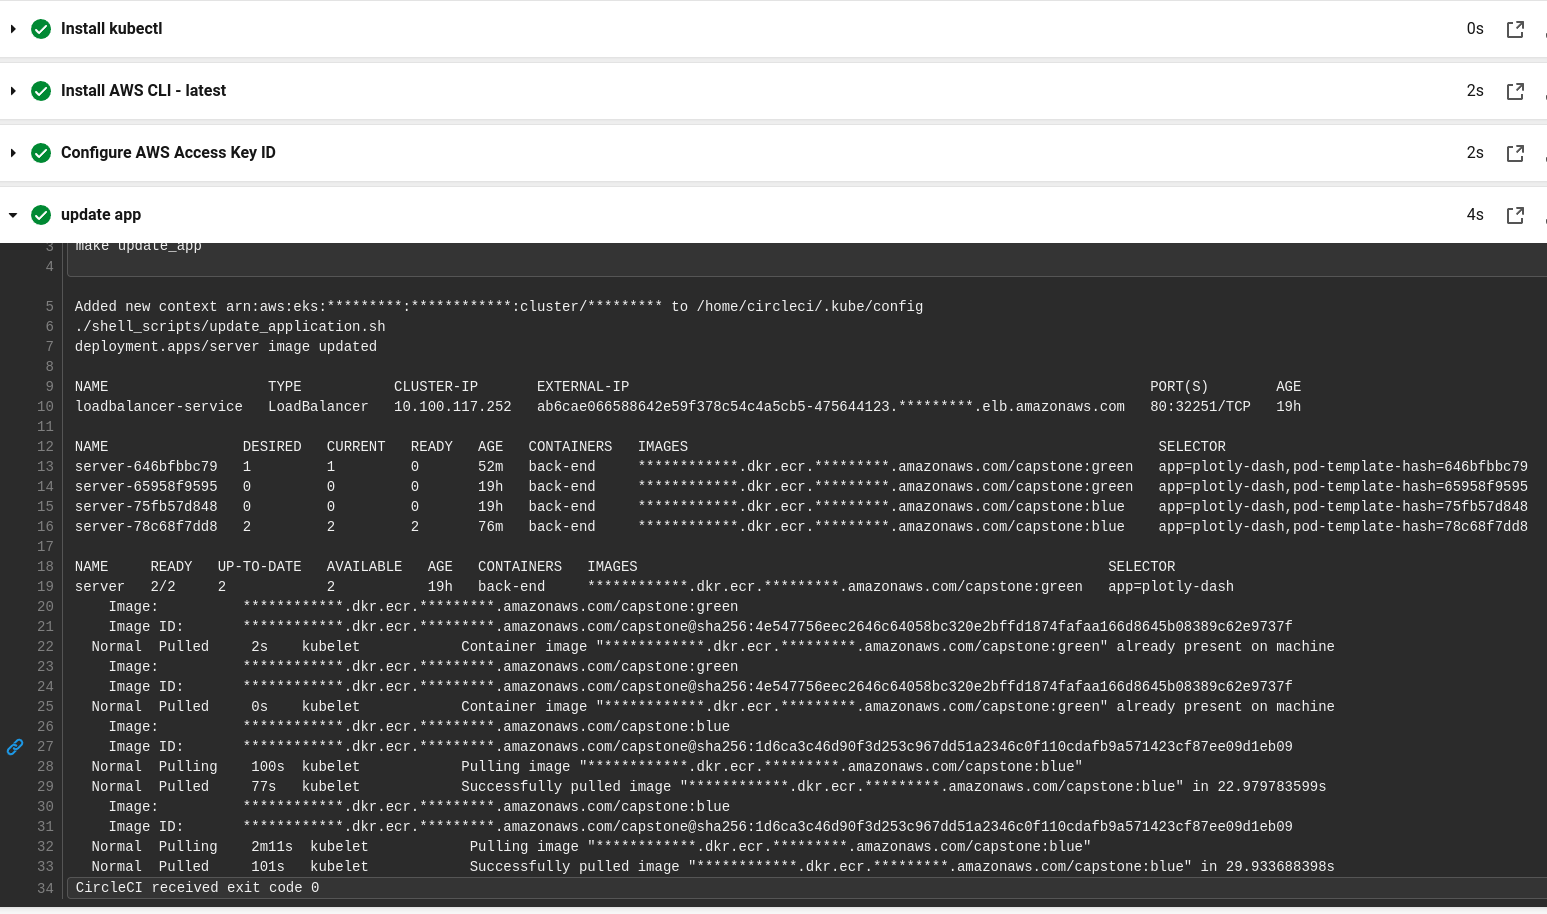 Install kubectl 0s
Install AWS CLI - latest 2s
Configure AWS Access Key ID 2s
update app 4s
3 make update_app
4
5 Added new context arn:aws:eks:*********:************:cluster/********* to /home/circleci/.kube/config
6 ./shell_scripts/update_application.sh
7 deployment.apps/server image updated
8
9 NAME TYPE CLUSTER-IP EXTERNAL-IP PORT(S) AGE
10 loadbalancer-service LoadBalancer 10.100.117.252 ab6cae066588642e59f378c54c4a5cb5-475644123.*********.elb.amazonaws.com 80:32251/TCP 19h
11
12 NAME DESIRED CURRENT READY AGE CONTAINERS IMAGES SELECTOR
13 server-646bfbbc79 1 1 0 52m back-end ************.dkr.ecr.*********.amazonaws.com/capstone:green app=plotly-dash,pod-template-hash=646bfbbc79
14 server-65958f9595 0 0 0 19h back-end ************.dkr.ecr.*********.amazonaws.com/capstone:green app=plotly-dash,pod-template-hash=65958f9595
15 server-75fb57d848 0 0 0 19h back-end ************.dkr.ecr.*********.amazonaws.com/capstone:blue app=plotly-dash,pod-template-hash=75fb57d848
16 server-78c68f7dd8 2 2 2 76m back-end ************.dkr.ecr.*********.amazonaws.com/capstone:blue app=plotly-dash,pod-template-hash=78c68f7dd8
17
18 NAME READY UP-TO-DATE AVAILABLE AGE CONTAINERS IMAGES SELECTOR
19 server 2/2 2 2 19h back-end ************.dkr.ecr.*********.amazonaws.com/capstone:green app=plotly-dash
20 Image: ************.dkr.ecr.*********.amazonaws.com/capstone:green
21 Image ID: ************.dkr.ecr.*********.amazonaws.com/capstone@sha256:4e547756eec2646c64058bc320e2bffd1874fafaa166d8645b08389c62e9737f
22 Normal Pulled 2s kubelet Container image "************.dkr.ecr.*********.amazonaws.com/capstone:green" already present on machine
23 Image: ************.dkr.ecr.*********.amazonaws.com/capstone:green
24 Image ID: ************.dkr.ecr.*********.amazonaws.com/capstone@sha256:4e547756eec2646c64058bc320e2bffd1874fafaa166d8645b08389c62e9737f
25 Normal Pulled 0s kubelet Container image "************.dkr.ecr.*********.amazonaws.com/capstone:green" already present on machine
26 Image: ************.dkr.ecr.*********.amazonaws.com/capstone:blue
27 Image ID: ************.dkr.ecr.*********.amazonaws.com/capstone@sha256:1d6ca3c46d90f3d253c967dd51a2346c0f110cdafb9a571423cf87ee09d1eb09
28 Normal Pulling 100s kubelet Pulling image "************.dkr.ecr.*********.amazonaws.com/capstone:blue"
29 Normal Pulled 77s kubelet Successfully pulled image "************.dkr.ecr.*********.amazonaws.com/capstone:blue" in 22.979783599s
30 Image: ************.dkr.ecr.*********.amazonaws.com/capstone:blue
31 Image ID: ************.dkr.ecr.*********.amazonaws.com/capstone@sha256:1d6ca3c46d90f3d253c967dd51a2346c0f110cdafb9a571423cf87ee09d1eb09
32 Normal Pulling 2m11s kubelet Pulling image "************.dkr.ecr.*********.amazonaws.com/capstone:blue"
33 Normal Pulled 101s kubelet Successfully pulled image "************.dkr.ecr.*********.amazonaws.com/capstone:blue" in 29.933688398s
34 CircleCI received exit code 0